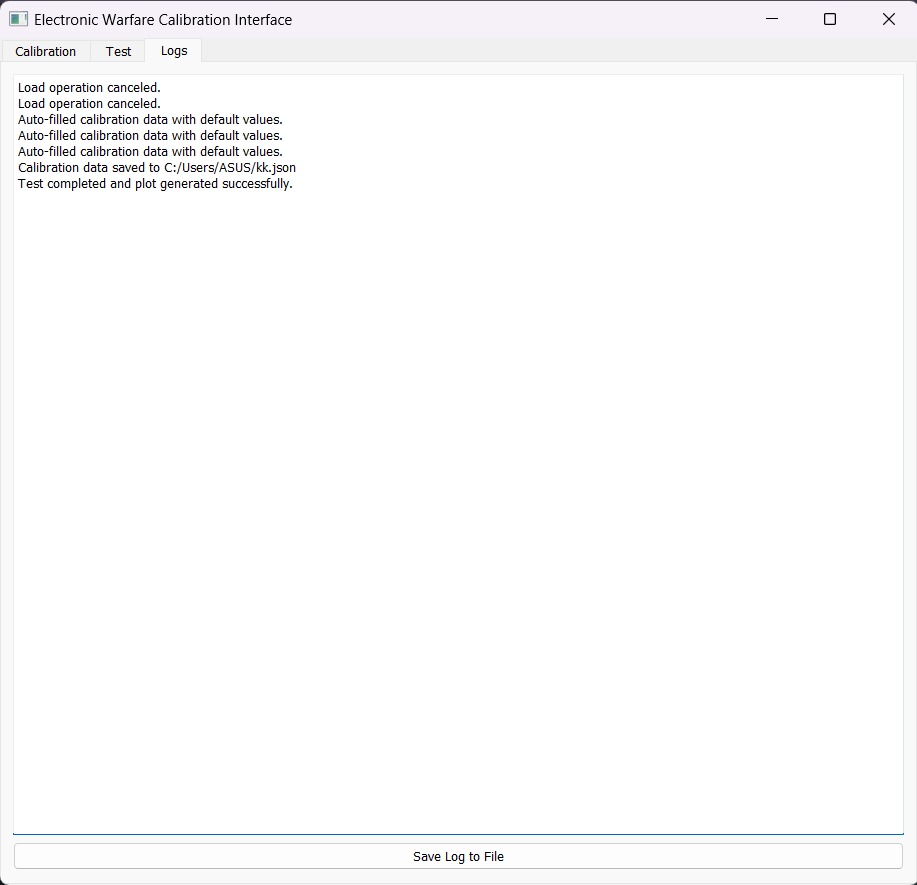 Electronic Warfare Calibration Interface
Calibration Test Logs
Load operation canceled.
Load operation canceled.
Auto-filled calibration data with default values.
Auto-filled calibration data with default values.
Auto-filled calibration data with default values.
Calibration data saved to C:/Users/ASUS/kk.json
Test completed and plot generated successfully.
Save Log to File